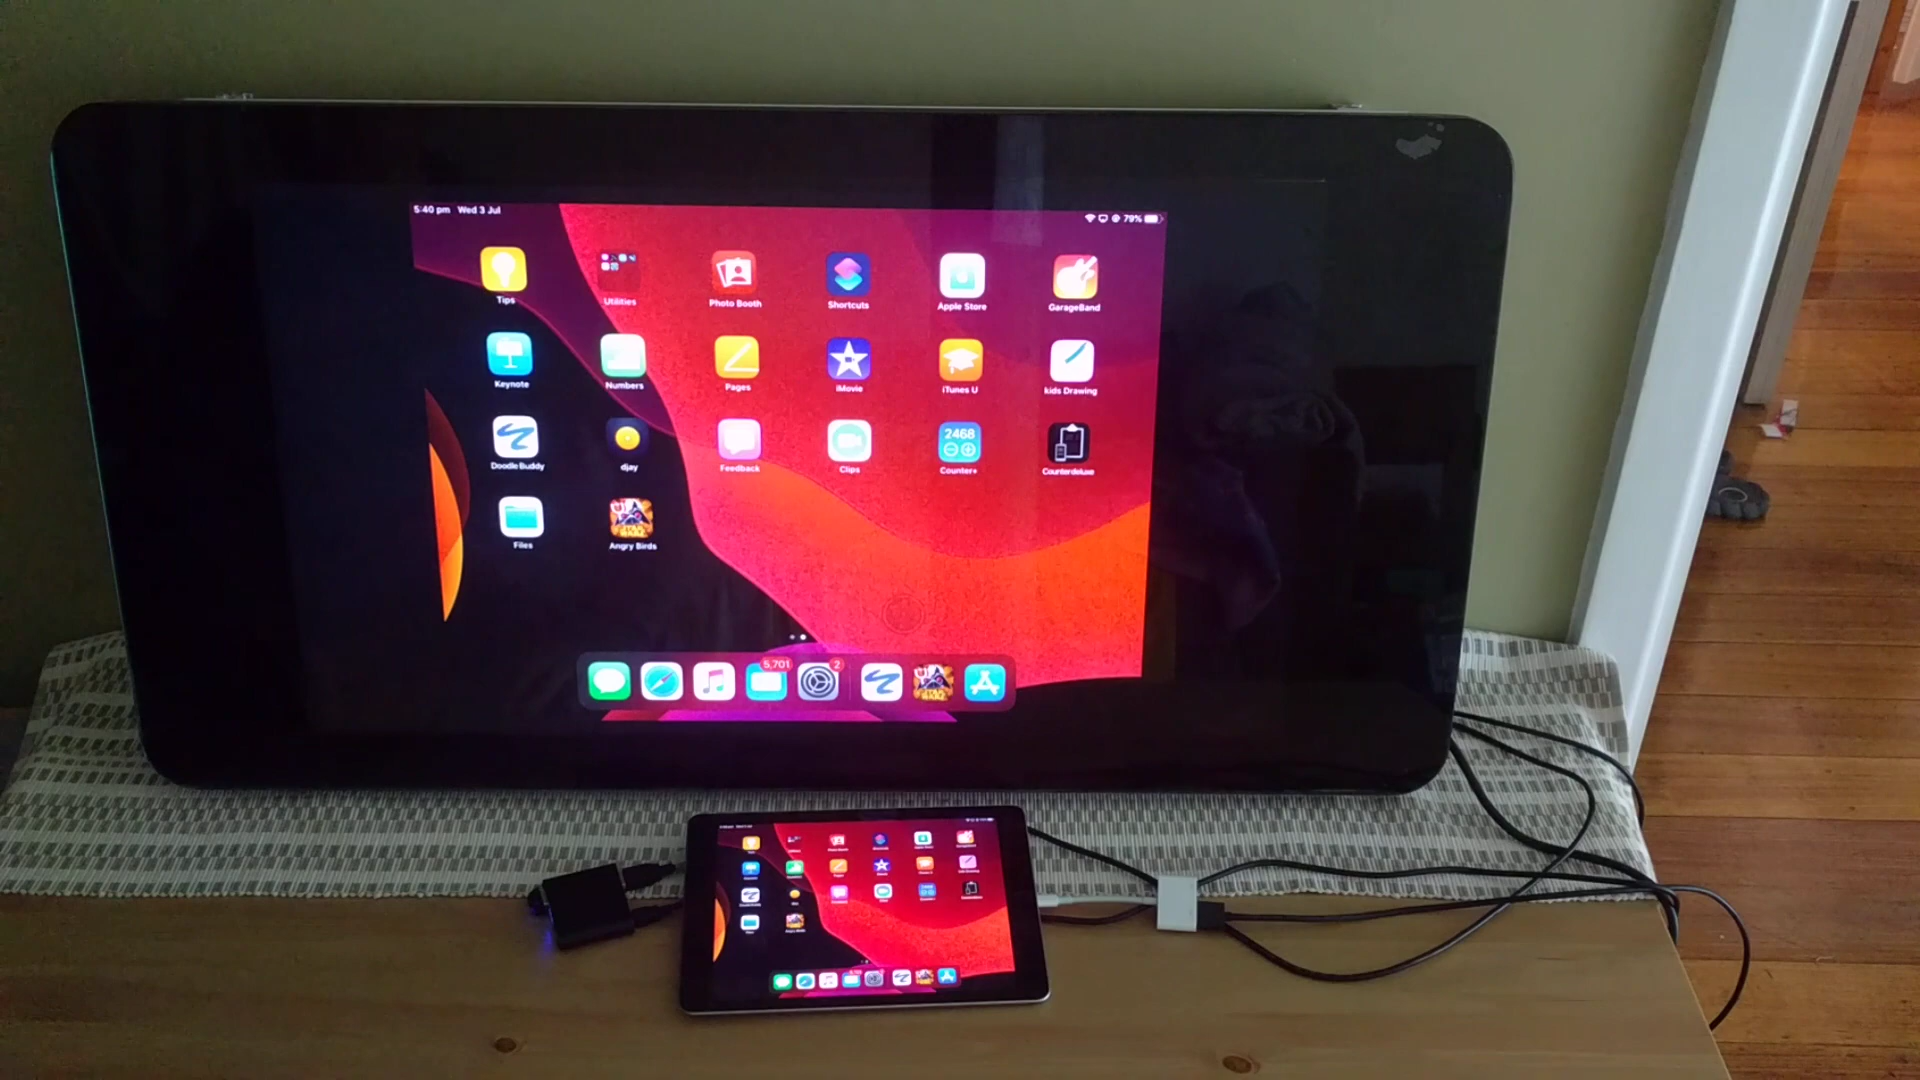 5:40 pm Wed 3 Jul 79%
Tips Utilities Photo Booth Shortcuts Apple Store GarageBand
Keynote Numbers Pages iMovie iTunes U kids Drawing
2468
Doodle Buddy djay Feedback Clips Counter+ Counterdeluxe
Files Angry Birds
5,701 2